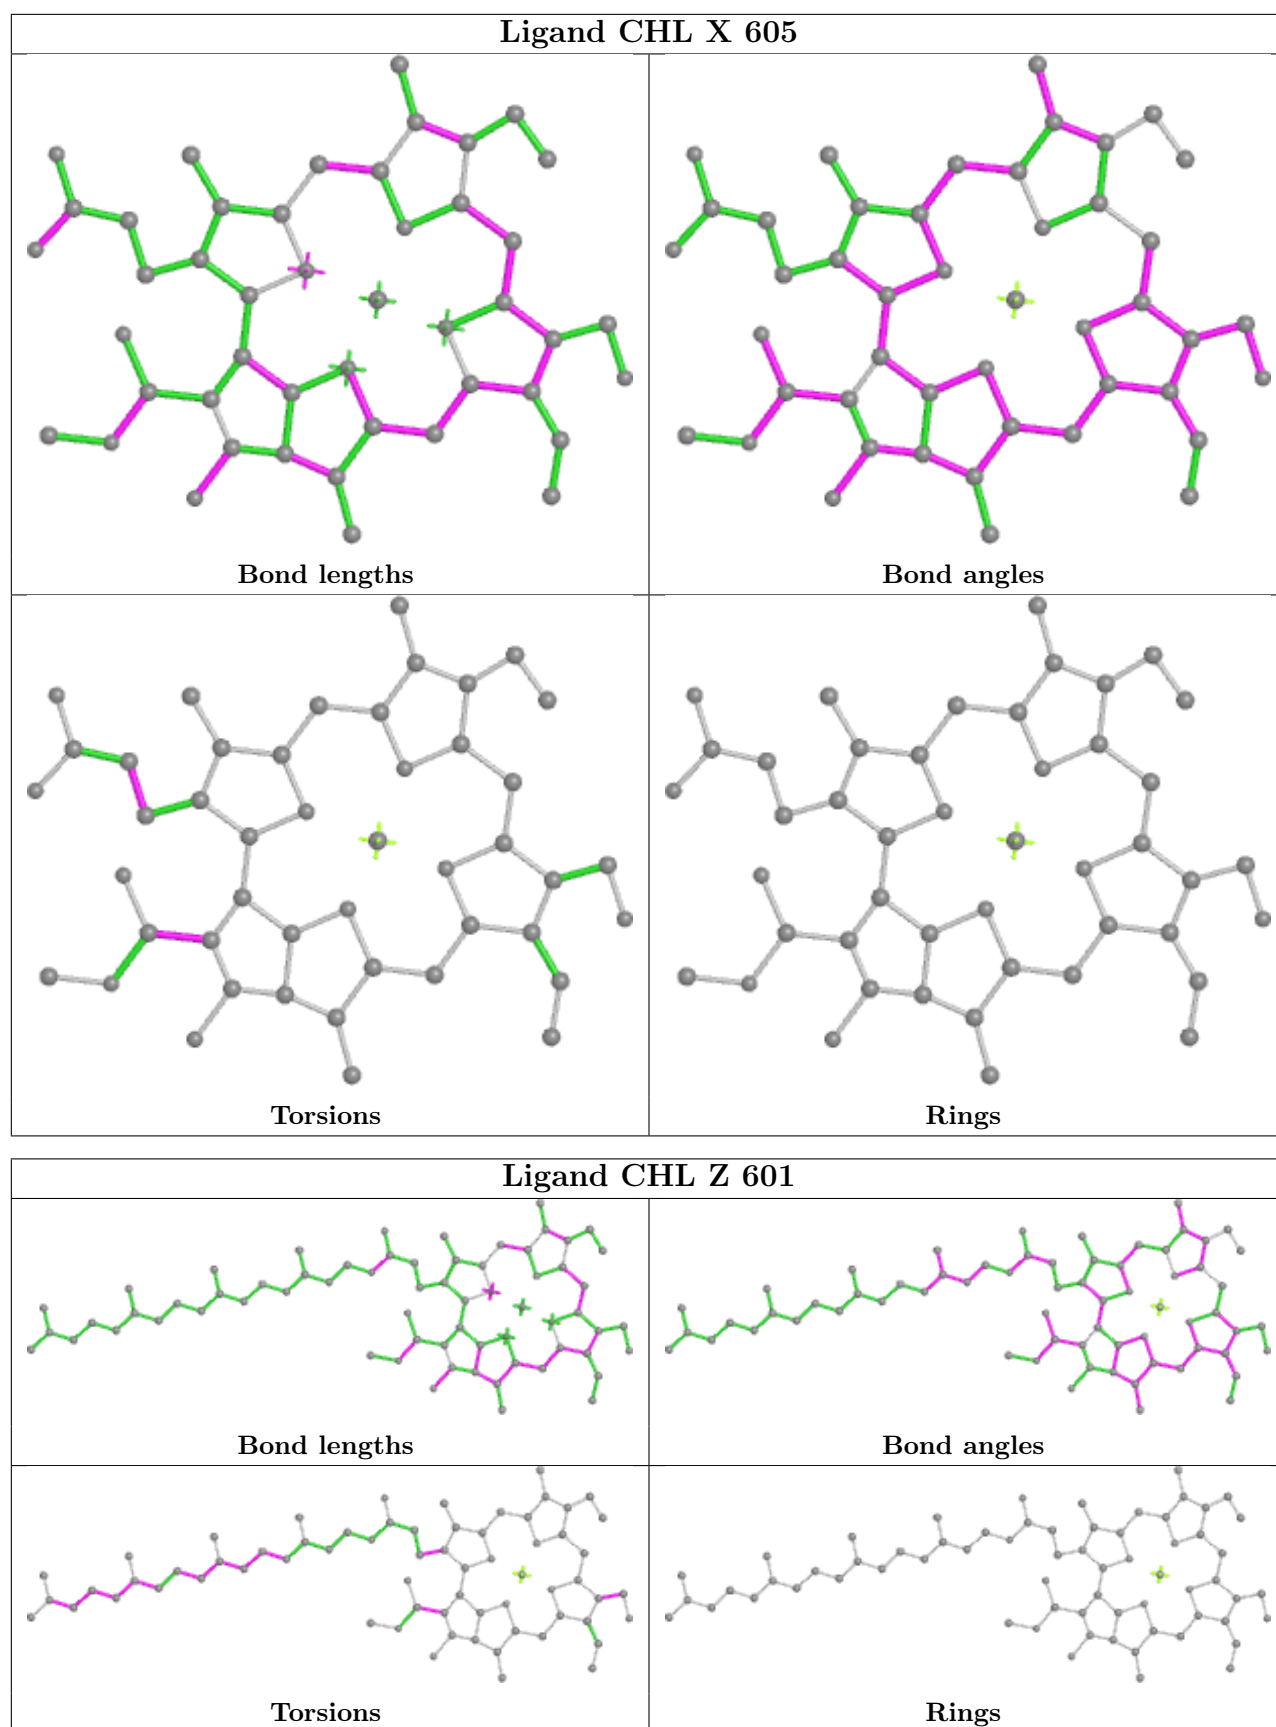 Ligand CHL X 605
Bond lengths
Bond angles
Torsions
Rings
Ligand CHL Z 601
Bond lengths
Bond angles
Torsions
Rings